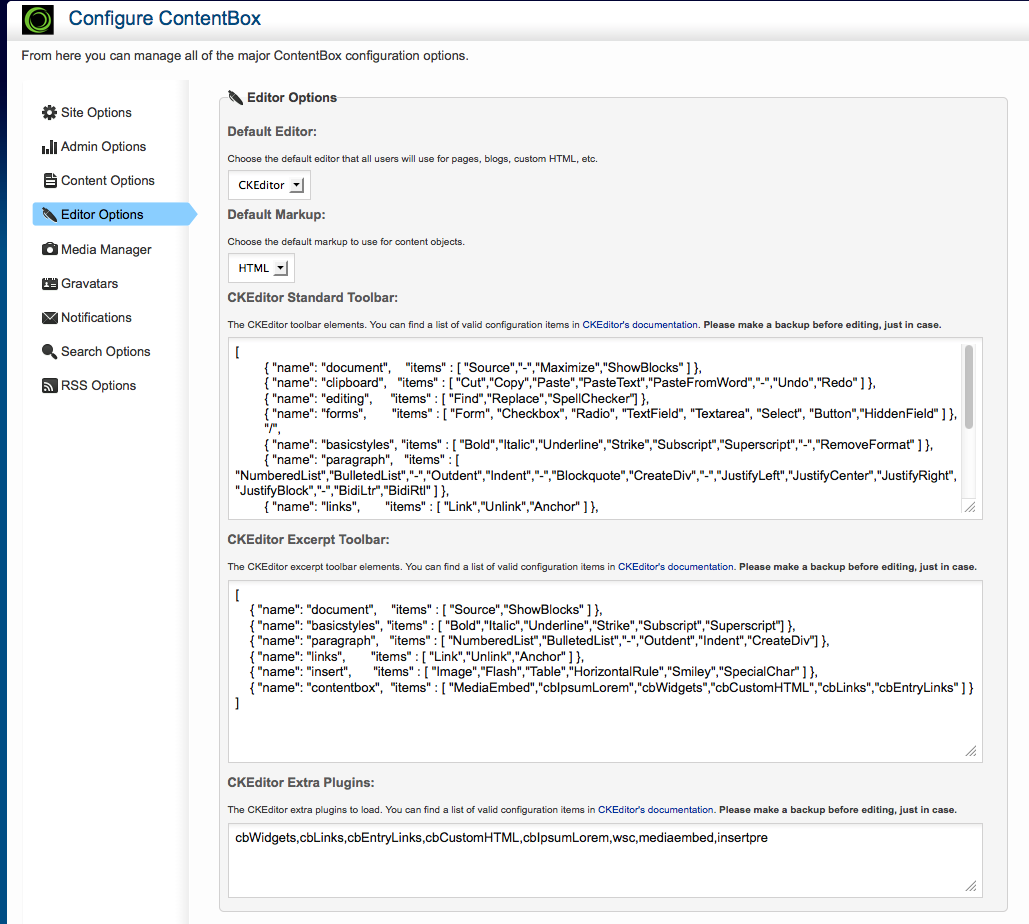 Configure ContentBox
From here you can manage all of the major ContentBox configuration options.
Site Options
Admin Options
Content Options
Editor Options
Media Manager
Gravatars
Notifications
Search Options
RSS Options
Editor Options
Default Editor:
Choose the default editor that all users will use for pages, blogs, custom HTML, etc.
CKEditor
Default Markup:
Choose the default markup to use for content objects.
HTML
CKEditor Standard Toolbar:
The CKEditor toolbar elements. You can find a list of valid configuration items in CKEditor's documentation. Please make a backup before editing, just in case.
[
{ "name": "document", "items" : [ "Source","-","Maximize","ShowBlocks" ] },
{ "name": "clipboard", "items" : [ "Cut","Copy","Paste","PasteText","PasteFromWord","-","Undo","Redo" ] },
{ "name": "editing", "items" : [ "Find","Replace","SpellChecker"] },
{ "name": "forms", "items" : [ "Form", "Checkbox", "Radio", "TextField", "Textarea", "Select", "Button","HiddenField" ] },
"/",
{ "name": "basicstyles", "items" : [ "Bold","Italic","Underline","Strike","Subscript","Superscript","-","RemoveFormat" ] },
{ "name": "paragraph", "items" : [
"NumberedList","BulletedList","-","Outdent","Indent","-","Blockquote","CreateDiv","-","JustifyLeft","JustifyCenter","JustifyRight",
"JustifyBlock","-","BidiLtr","BidiRtl" ] },
{ "name": "links", "items" : [ "Link","Unlink","Anchor" ] },
CKEditor Excerpt Toolbar:
The CKEditor excerpt toolbar elements. You can find a list of valid configuration items in CKEditor's documentation. Please make a backup before editing, just in case.
[
{ "name": "document", "items" : [ "Source","ShowBlocks" ] },
{ "name": "basicstyles", "items" : [ "Bold","Italic","Underline","Strike","Subscript","Superscript"] },
{ "name": "paragraph", "items" : [ "NumberedList","BulletedList","-","Outdent","Indent","CreateDiv"] },
{ "name": "links", "items" : [ "Link","Unlink","Anchor" ] },
{ "name": "insert", "items" : [ "Image","Flash","Table","HorizontalRule","Smiley","SpecialChar" ] },
{ "name": "contentbox", "items" : [ "MediaEmbed","cbIpsumLorem","cbWidgets","cbCustomHTML","cbLinks","cbEntryLinks" ] }
]
CKEditor Extra Plugins:
The CKEditor extra plugins to load. You can find a list of valid configuration items in CKEditor's documentation. Please make a backup before editing, just in case.
cbWidgets,cbLinks,cbEntryLinks,cbCustomHTML,cbIpsumLorem,wsc,mediaembed,insertpre